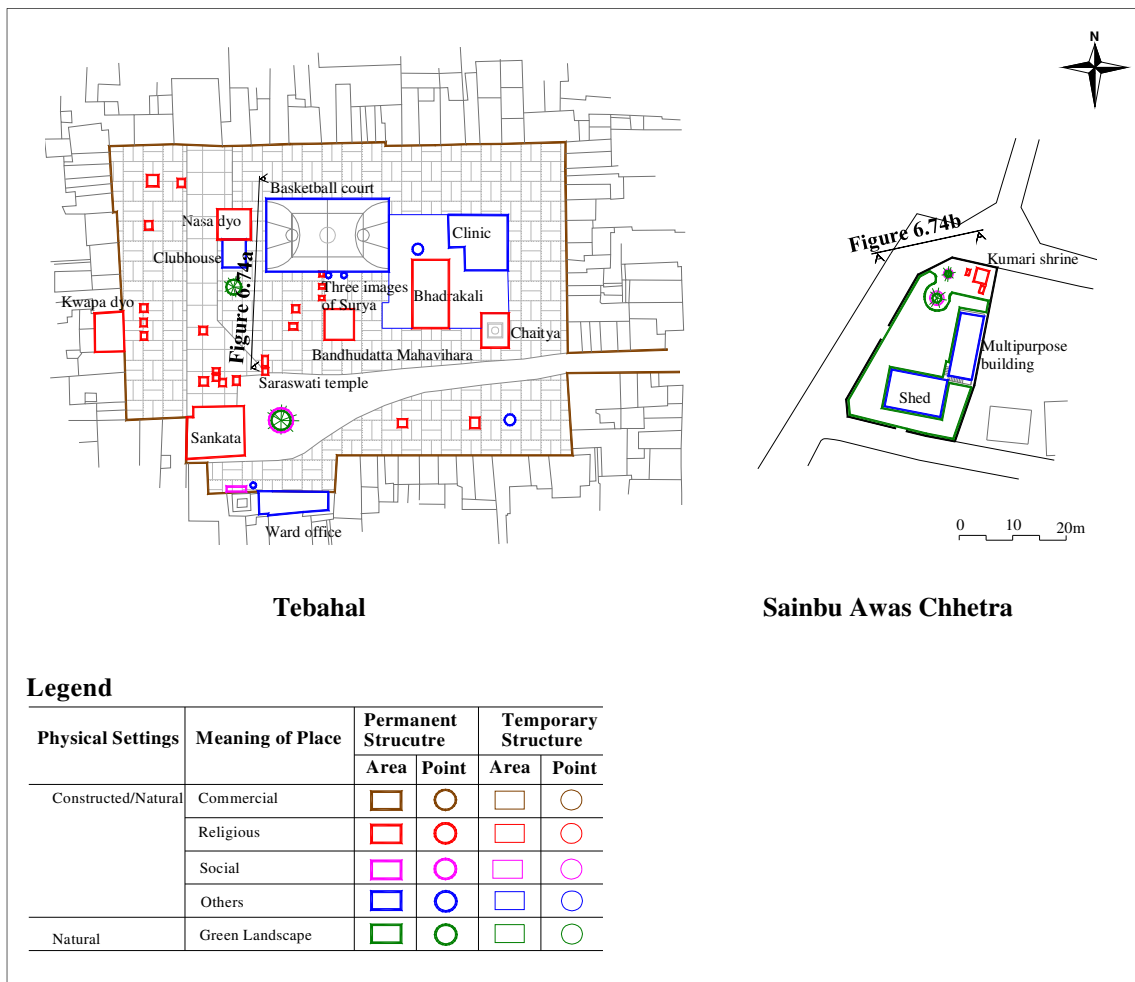 N
Basketball court
Nasa dyo
Clinic
Clubhouse
Figure 6.74a
A
A
Three images
of Surya
Bhadrakali
Kwapa dyo
Chaitya
Bandhudatta Mahavihara
Saraswati temple
Sankata
Ward office
Figure 6.74b
A
A
Kumari shrine
Multipurpose
building
Shed
0 10 20m
Tebahal
Sainbu Awas Chhetra
Legend
Physical Settings Meaning of Place Permanent Strucutre Temporary Structure
Area Point Area Point
Constructed/Natural Commercial
Religious
Social
Others
Natural Green Landscape